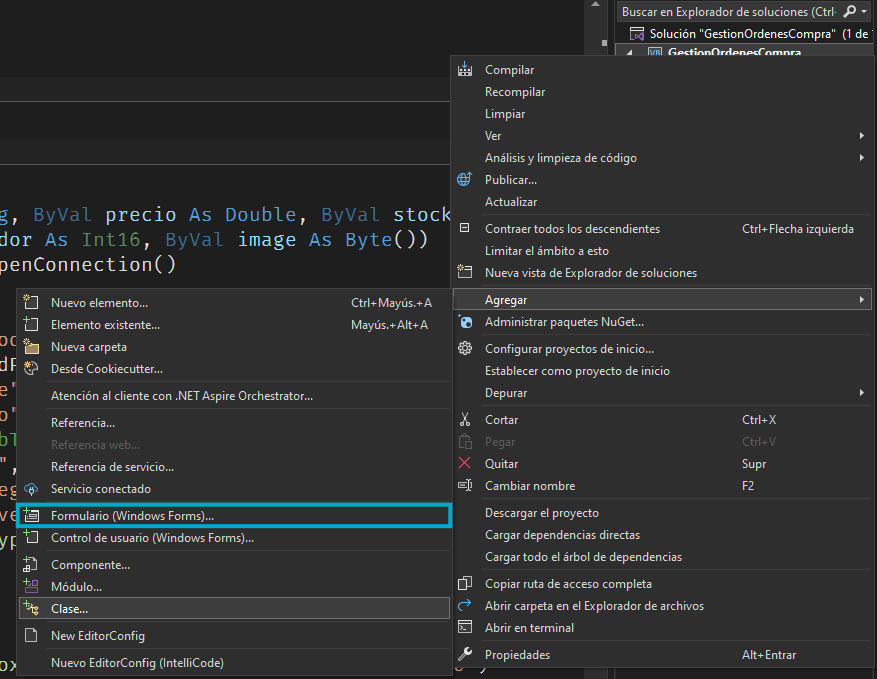 Buscar en Explorador de soluciones (Ctrl-
Solución "GestionOrdenesCompra" (1 de
GestionOrdenesCompra
ByVal precio As Double, ByVal stock
As Int16, ByVal image As Byte())
Compilar
Recompilar
Limpiar
Ver
Análisis y limpieza de código
Publicar...
Actualizar
Contraer todos los descendientes Ctrl+Flecha izquierda
Limitar el ámbito a esto
Nueva vista de Explorador de soluciones
Agregar
Administrar paquetes NuGet...
Configurar proyectos de inicio...
Establecer como proyecto de inicio
Depurar
Cortar Ctrl+X
Pegar Ctrl+V
Quitar Supr
Cambiar nombre F2
Descargar el proyecto
Cargar dependencias directas
Cargar todo el árbol de dependencias
Copiar ruta de acceso completa
Abrir carpeta en el Explorador de archivos
Abrir en terminal
Propiedades Alt+Entrar
Nuevo elemento... Ctrl+Mayús.+A
Elemento existente... Mayús.+Alt+A
Nueva carpeta
Desde Cookiecutter...
Atención al cliente con .NET Aspire Orchestrator...
Referencia...
Referencia web...
Referencia de servicio...
Servicio conectado
Formulario (Windows Forms)...
Control de usuario (Windows Forms)...
Componente...
Módulo...
Clase...
New EditorConfig
Nuevo EditorConfig (IntelliCode)